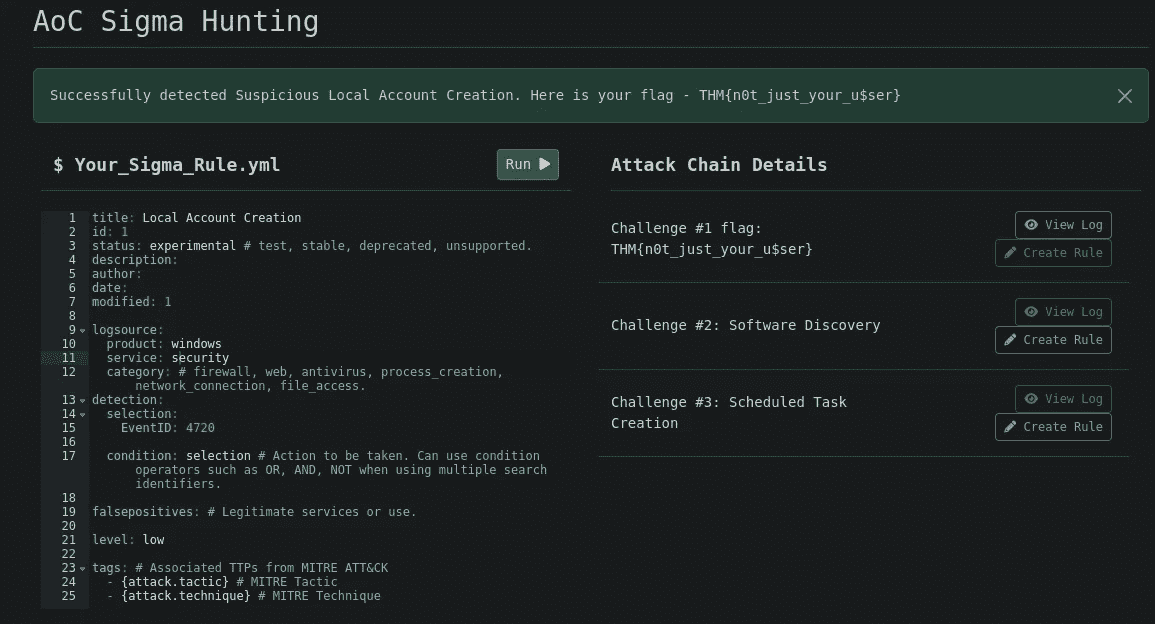 AoC Sigma Hunting
Successfully detected Suspicious Local Account Creation. Here is your flag - THM{n0t_just_your_u$ser}
$ Your_Sigma_Rule.yml
Run
1 title: Local Account Creation
2 id: 1
3 status: experimental # test, stable, deprecated, unsupported.
4 description:
5 author:
6 date:
7 modified: 1
8
9 logsource:
10 product: windows
11 service: security
12 category: # firewall, web, antivirus, process_creation,
network_connection, file_access.
13 detection:
14 selection:
15 EventID: 4720
16
17 condition: selection # Action to be taken. Can use condition
operators such as OR, AND, NOT when using multiple search
identifiers.
18
19 falsepositives: # Legitimate services or use.
20
21 level: low
22
23 tags: # Associated TTPs from MITRE ATT&CK
24 - {attack.tactic} # MITRE Tactic
25 - {attack.technique} # MITRE Technique
Attack Chain Details
Challenge #1 flag:
THM{n0t_just_your_u$ser}
View Log
Create Rule
Challenge #2: Software Discovery
View Log
Create Rule
Challenge #3: Scheduled Task
Creation
View Log
Create Rule